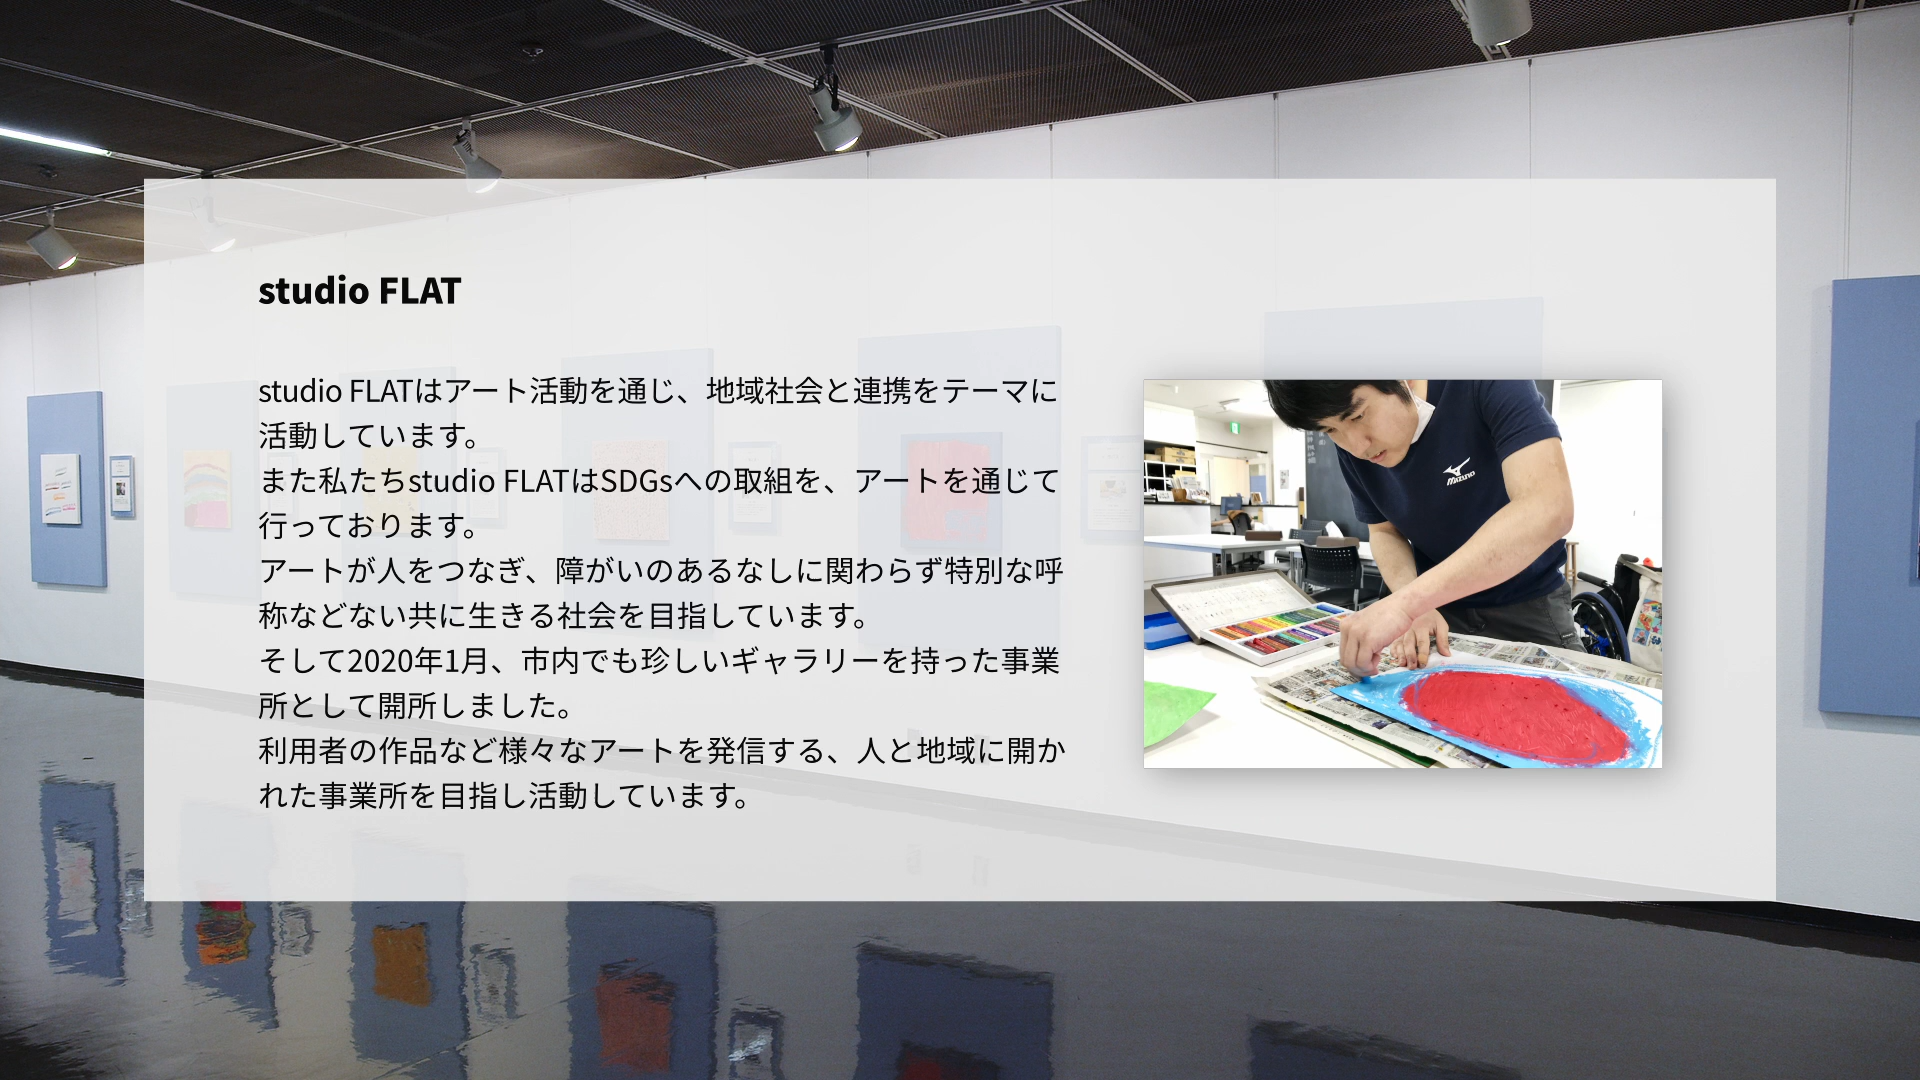 studio FLAT
studio FLATはアート活動を通じ、地域社会と連携をテーマに
活動しています。
また私たちstudio FLATはSDGsへの取組を、アートを通じて
行っております。
アートが人をつなぎ、障がいのあるなしに関わらず特別な呼
称などない共に生きる社会を目指しています。
そして2020年1月、市内でも珍しいギャラリーを持った事業
所として開所しました。
利用者の作品など様々なアートを発信する、人と地域に開か
れた事業所を目指し活動しています。
MIZUNO